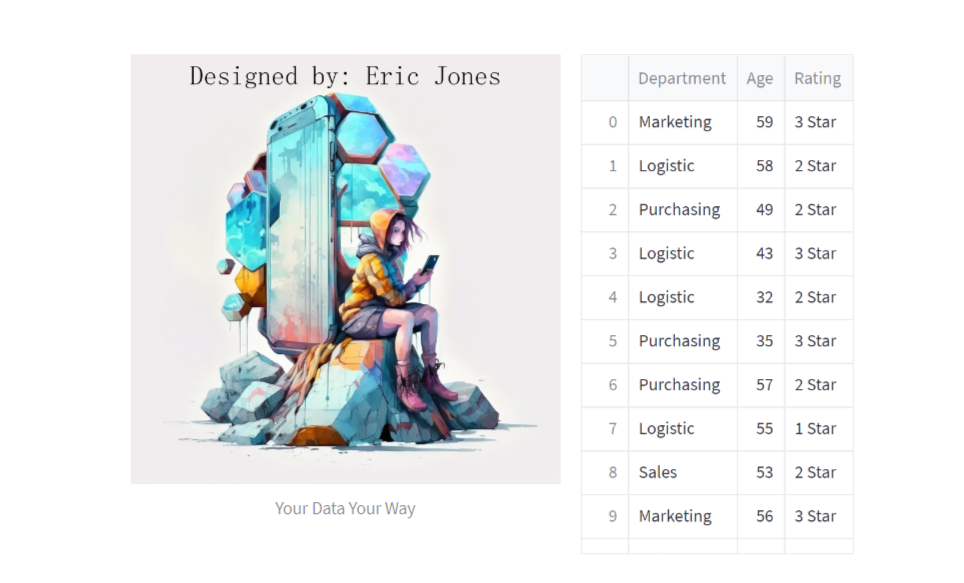 Designed by: Eric Jones
Your Data Your Way
Department Age Rating
0 Marketing 59 3 Star
1 Logistic 58 2 Star
2 Purchasing 49 2 Star
3 Logistic 43 3 Star
4 Logistic 32 2 Star
5 Purchasing 35 3 Star
6 Purchasing 57 2 Star
7 Logistic 55 1 Star
8 Sales 53 2 Star
9 Marketing 56 3 Star